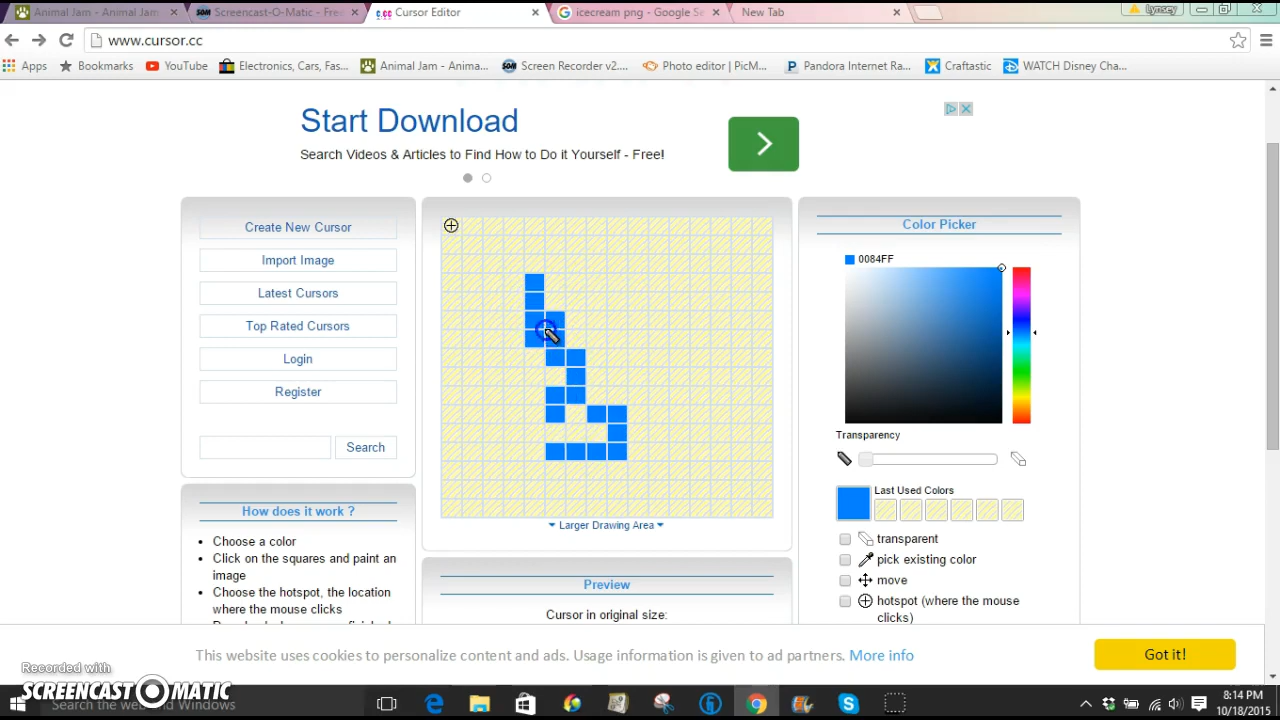 Animal Jam - Animal Jam
Screencast-O-Matic - Free
Cursor Editor
icecream png - Google Se
New Tab
Lynsey
www.cursor.cc
Apps
Bookmarks
YouTube
Electronics, Cars, Fas...
Animal Jam - Anima...
Screen Recorder v2....
Photo editor | PicM...
Pandora Internet Ra...
Craftastic
WATCH Disney Cha...
Start Download
Search Videos & Articles to Find How to Do it Yourself - Free!
Create New Cursor
Import Image
Latest Cursors
Top Rated Cursors
Login
Register
Search
How does it work ?
Choose a color
Click on the squares and paint an
image
Choose the hotspot, the location
where the mouse clicks
Larger Drawing Area
Preview
Cursor in original size:
Color Picker
0084FF
Transparency
Last Used Colors
transparent
pick existing color
move
hotspot (where the mouse
clicks)
This website uses cookies to personalize content and ads. Usage information is given to ad partners. More info
Got it!
Recorded with
SCREENCAST-O-MATIC
Search the web and Windows
8:14 PM
10/18/2015